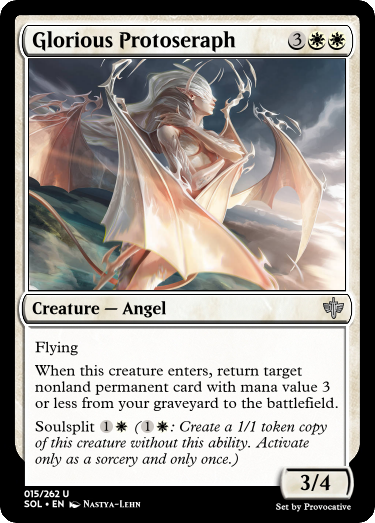 Glorious Protoseraph 3
Creature — Angel
Flying
When this creature enters, return target
nonland permanent card with mana value 3
or less from your graveyard to the battlefield.
Soulsplit 1 (1 : Create a 1/1 token copy
of this creature without this ability. Activate
only as a sorcery and only once.)
3/4
015/262 U
SOL • EN Nastya-Lehn
Set by Provocative